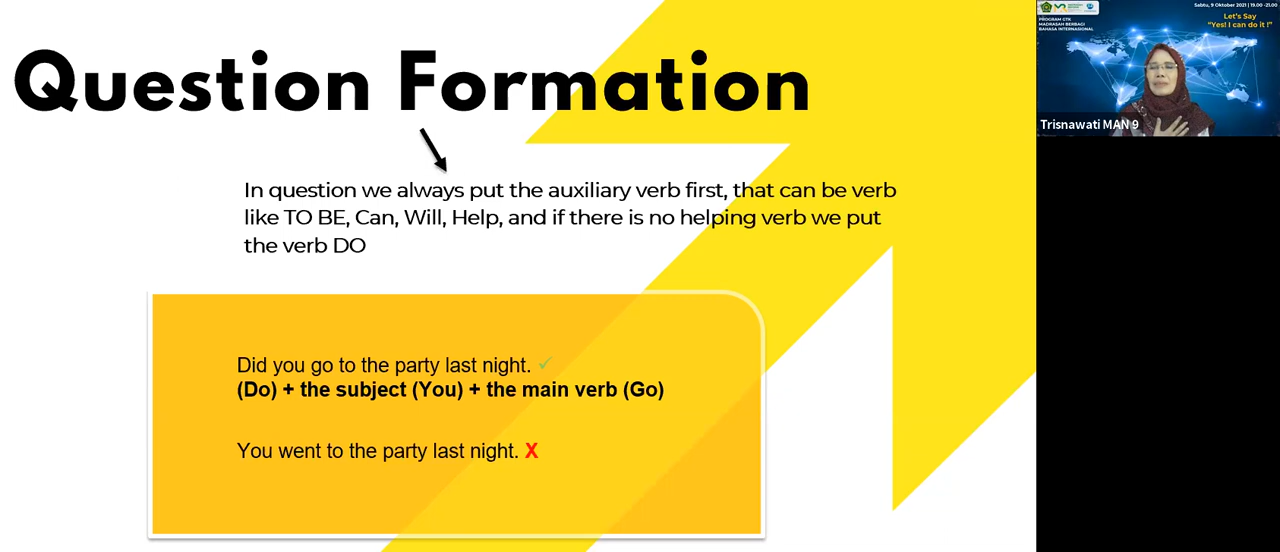 Question Formation
In question we always put the auxiliary verb first, that can be verb
like TO BE, Can, Will, Help, and if there is no helping verb we put
the verb DO
Did you go to the party last night. ✓
(Do) + the subject (You) + the main verb (Go)
You went to the party last night. X
Sabtu, 9 Oktober 2021 | 19.00 -21.00
Let's Say
"Yes! I can do it !"
PROGRAM GTK
MADRASAH BERBAGI
BAHASA INTERNASIONAL
Trisnawati MAN 9